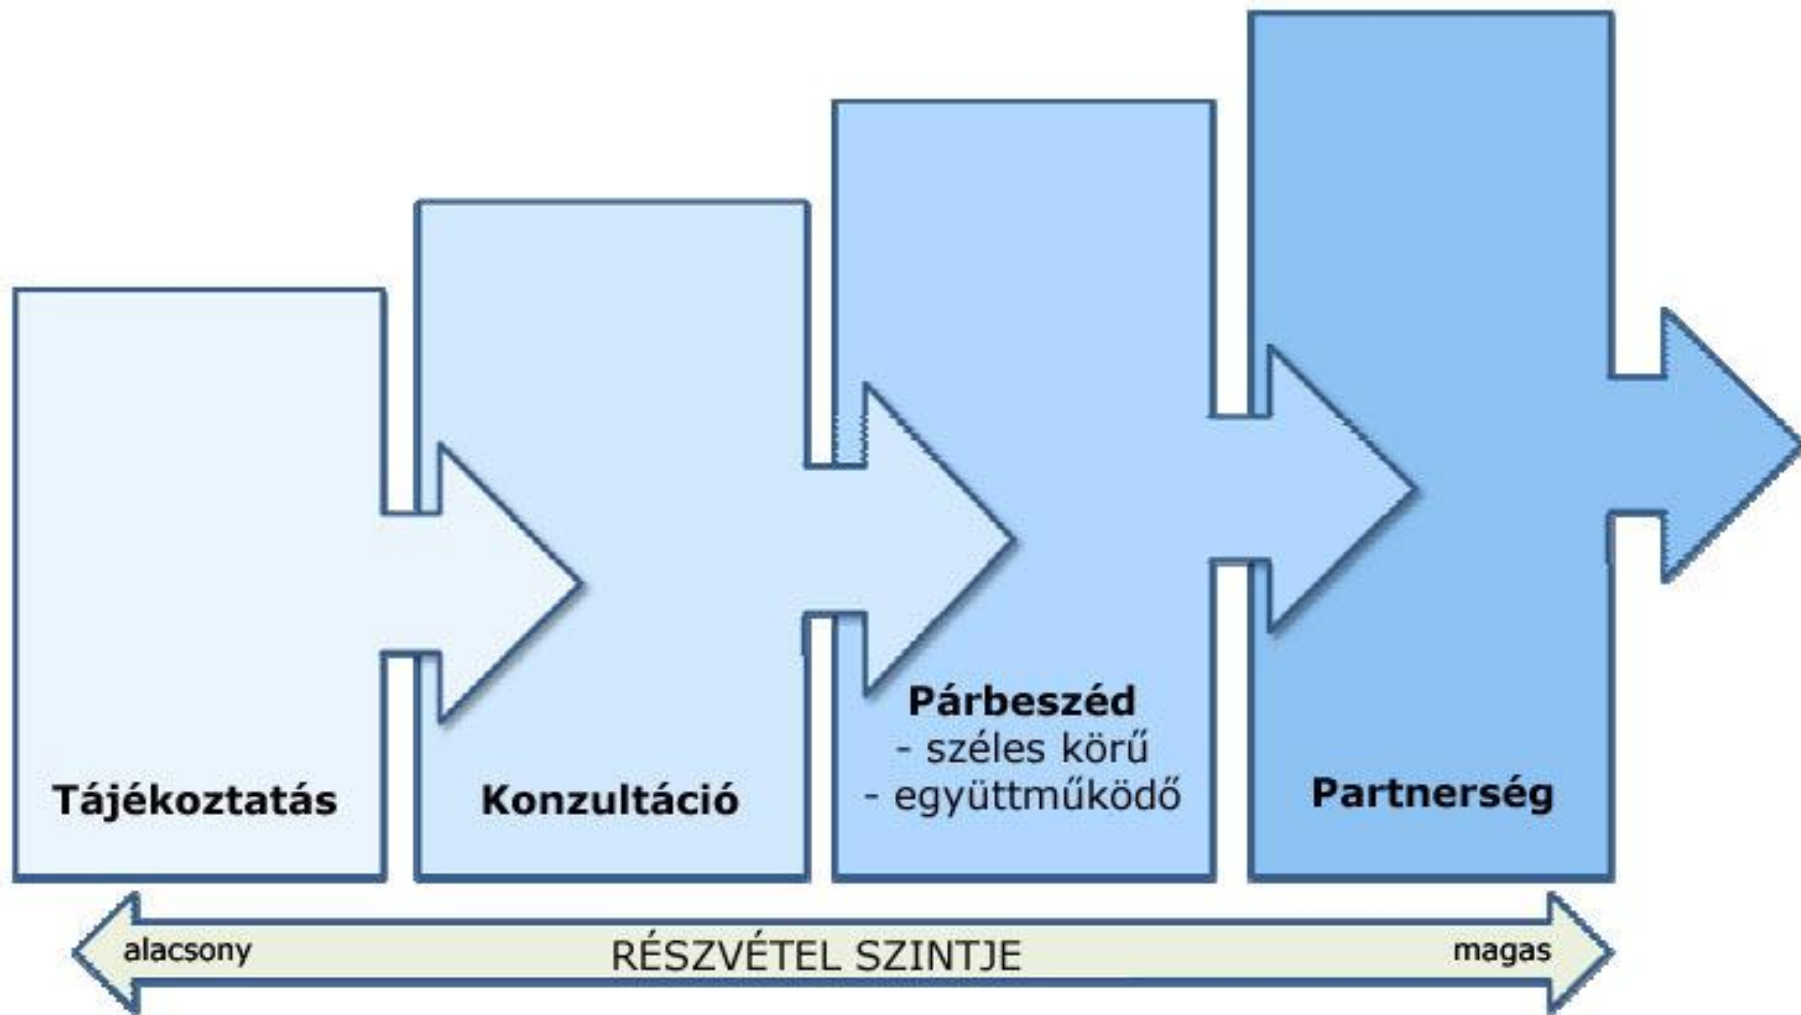 Tájékoztatás
Konzultáció
Párbeszéd
- széles körű
- együttműködő
Partnerség
alacsony
RÉSZVÉTEL SZINTJE
magas